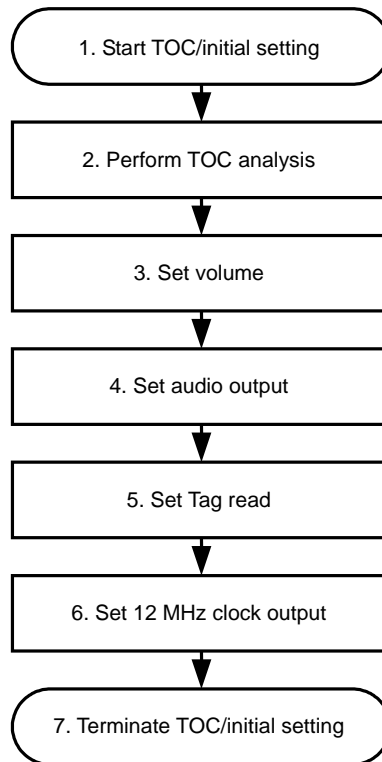 1. Start TOC/initial setting
2. Perform TOC analysis
3. Set volume
4. Set audio output
5. Set Tag read
6. Set 12 MHz clock output
7. Terminate TOC/initial setting